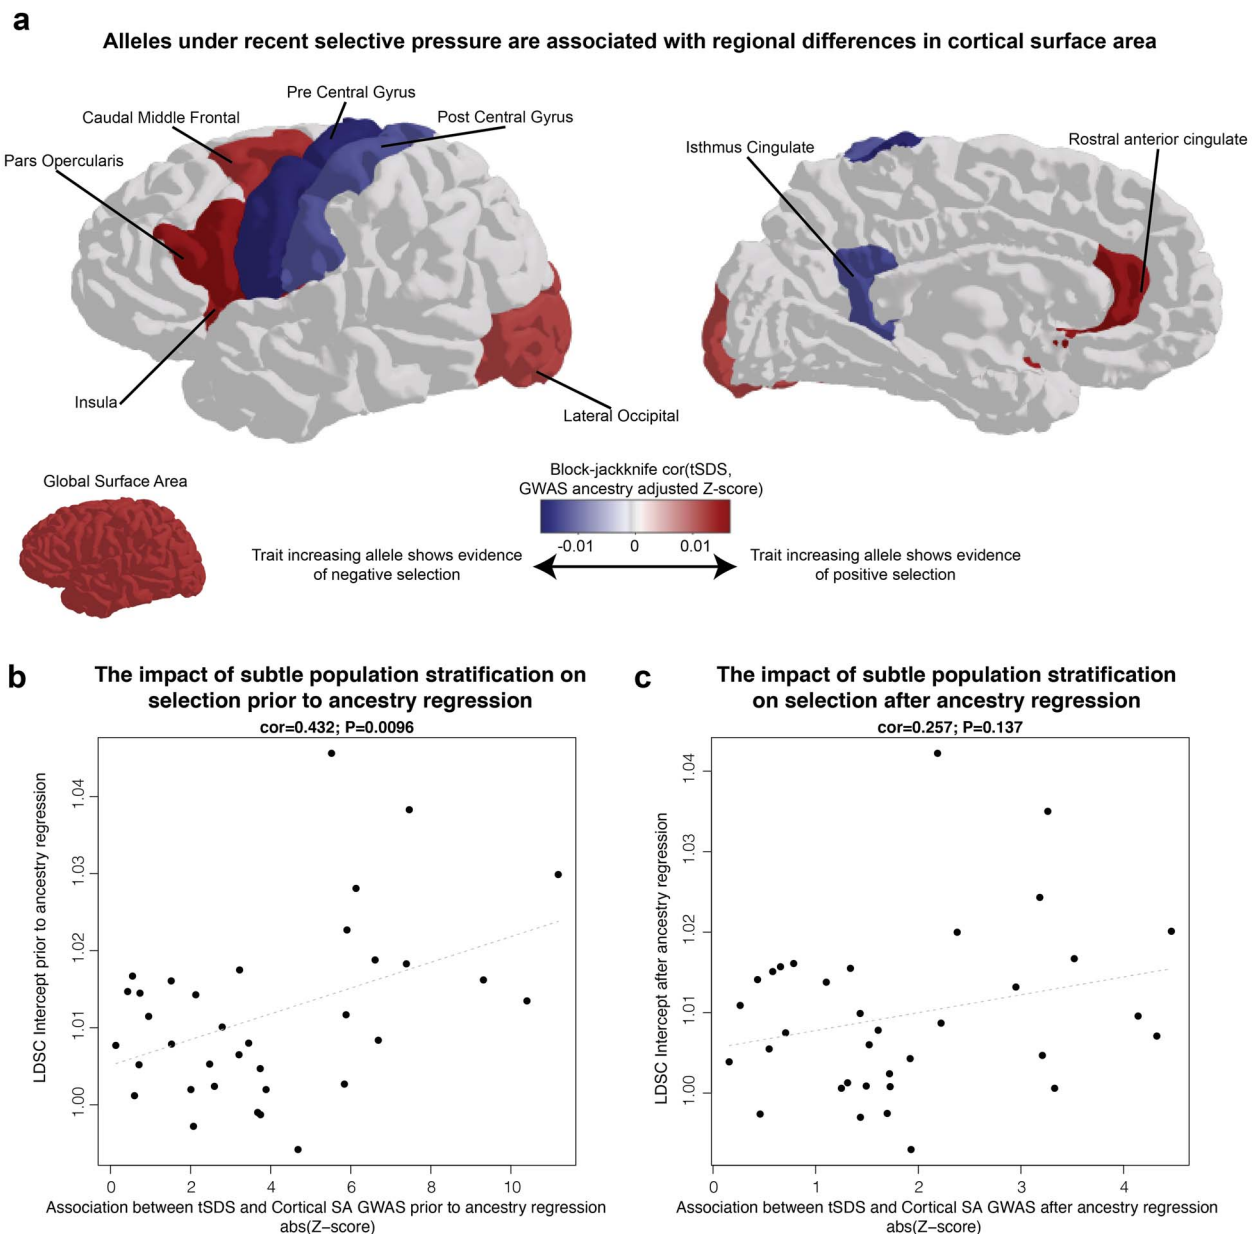 a
Alleles under recent selective pressure are associated with regional differences in cortical surface area
Pre Central Gyrus
Caudal Middle Frontal
Post Central Gyrus
Pars Opercularis
Insula
Lateral Occipital
Isthmus Cingulate
Rostral anterior cingulate
Global Surface Area
Block-jackknife cor(tSDS,
GWAS ancestry adjusted Z-score)
-0.01 0 0.01
Trait increasing allele shows evidence
of negative selection
Trait increasing allele shows evidence
of positive selection
b
The impact of subtle population stratification on
selection prior to ancestry regression
cor=0.432; P=0.0096
LDSC Intercept prior to ancestry regression
1.04
1.03
1.02
1.01
1.00
0 2 4 6 8 10
Association between tSDS and Cortical SA GWAS prior to ancestry regression
abs(Z−score)
c
The impact of subtle population stratification
on selection after ancestry regression
cor=0.257; P=0.137
LDSC Intercept after ancestry regression
1.04
1.03
1.02
1.01
1.00
0 1 2 3 4
Association between tSDS and Cortical SA GWAS after ancestry regression
abs(Z−score)